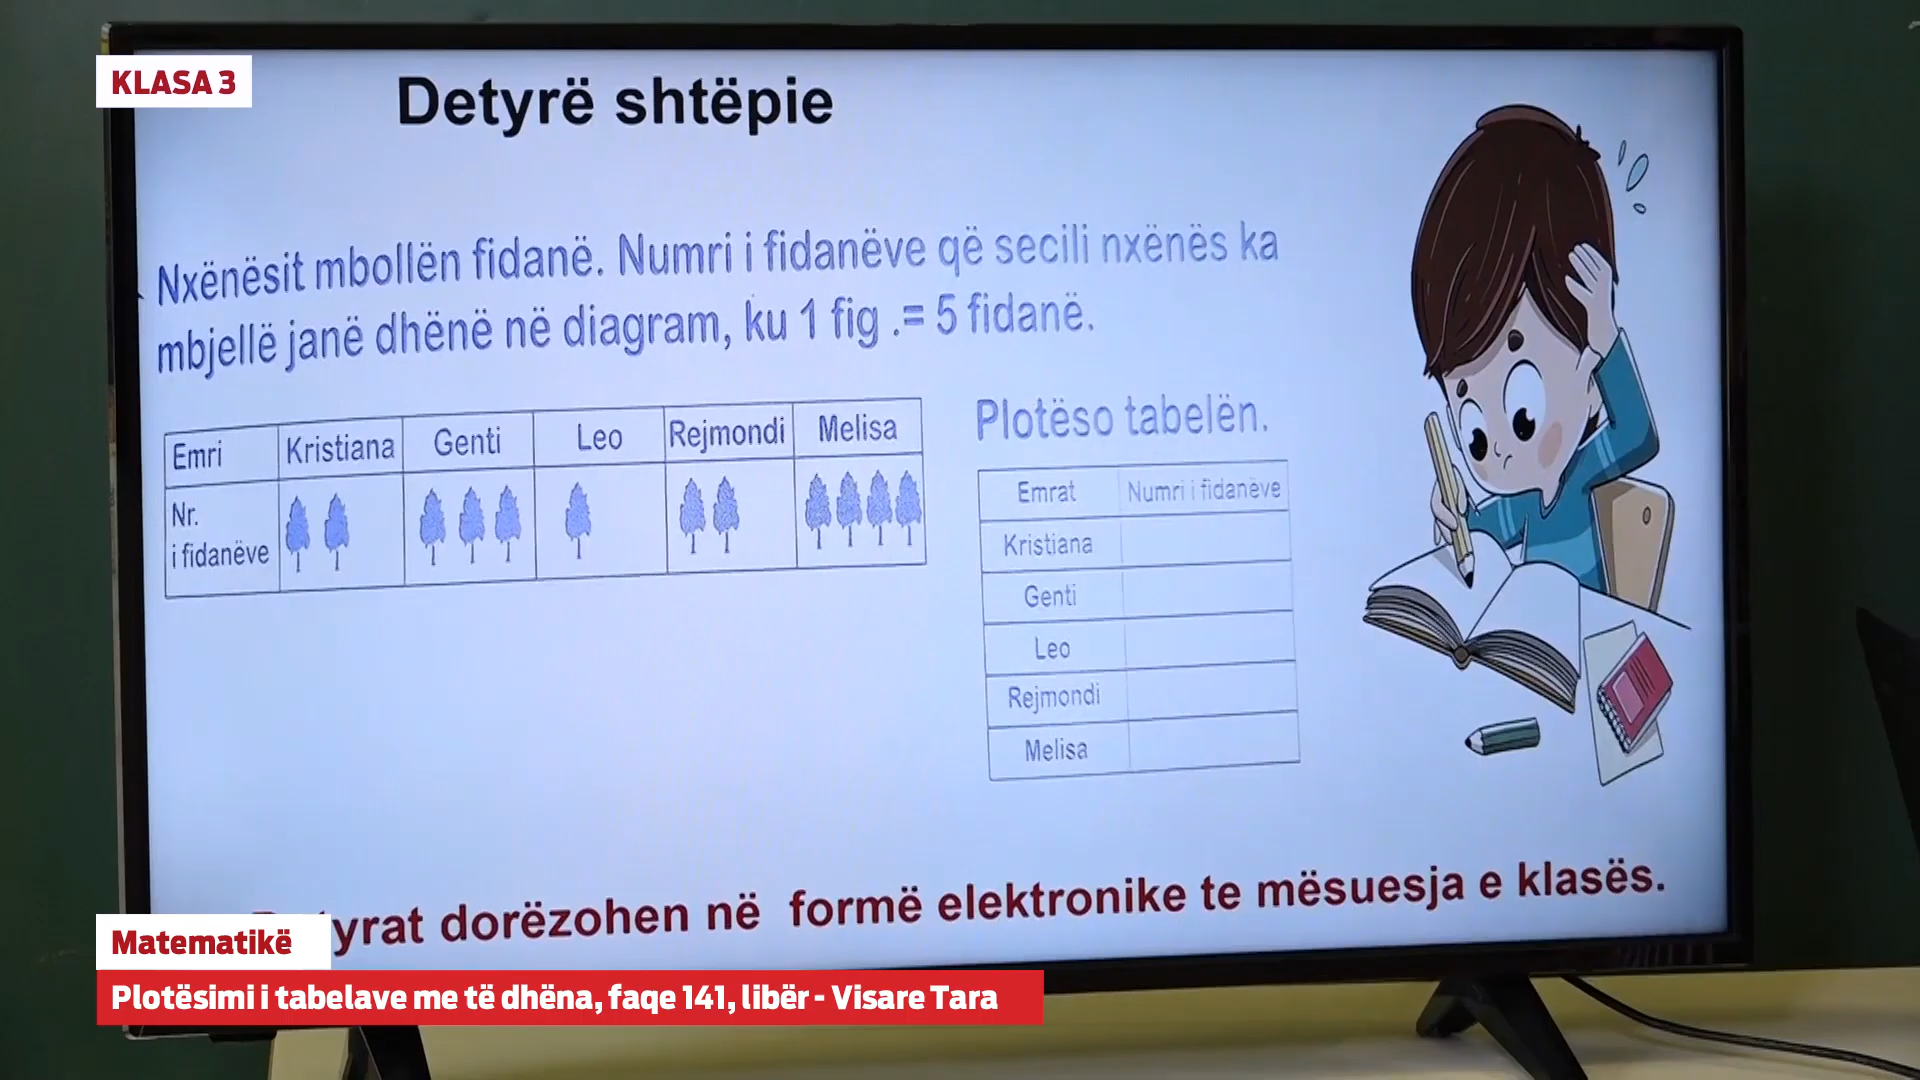 KLASA 3
Detyrë shtëpie
Nxënësit mbollën fidanë. Numri i fidanëve që secili nxënës ka
mbjellë janë dhënë në diagram, ku 1 fig .= 5 fidanë.
Emri Kristiana Genti Leo Rejmondi Melisa
Nr.
i fidanëve
Plotëso tabelën.
Emrat Numri i fidanëve
Kristiana
Genti
Leo
Rejmondi
Melisa
dorëzohen në formë elektronike te mësuesja e klasës.
Matematikë
Plotësimi i tabelave me të dhëna, faqe 141, libër - Visare Tara